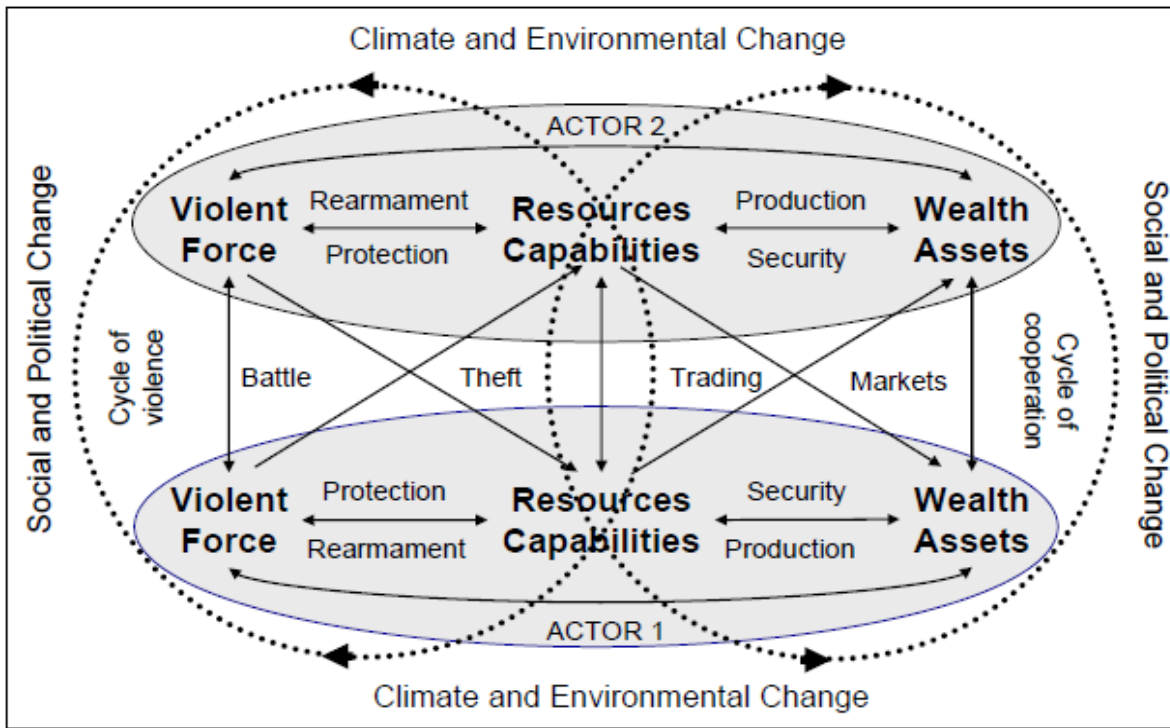 Climate and Environmental Change
ACTOR 2
Social and Political Change
Violent
Force
Rearmament
Protection
Resources
Capabilities
Production
Security
Wealth
Assets
Social and Political Change
Cycle of
violence
Battle
Theft
Trading
Markets
Cycle of
cooperation
Violent
Force
Protection
Rearmament
Resources
Capabilities
Security
Production
Wealth
Assets
ACTOR 1
Climate and Environmental Change